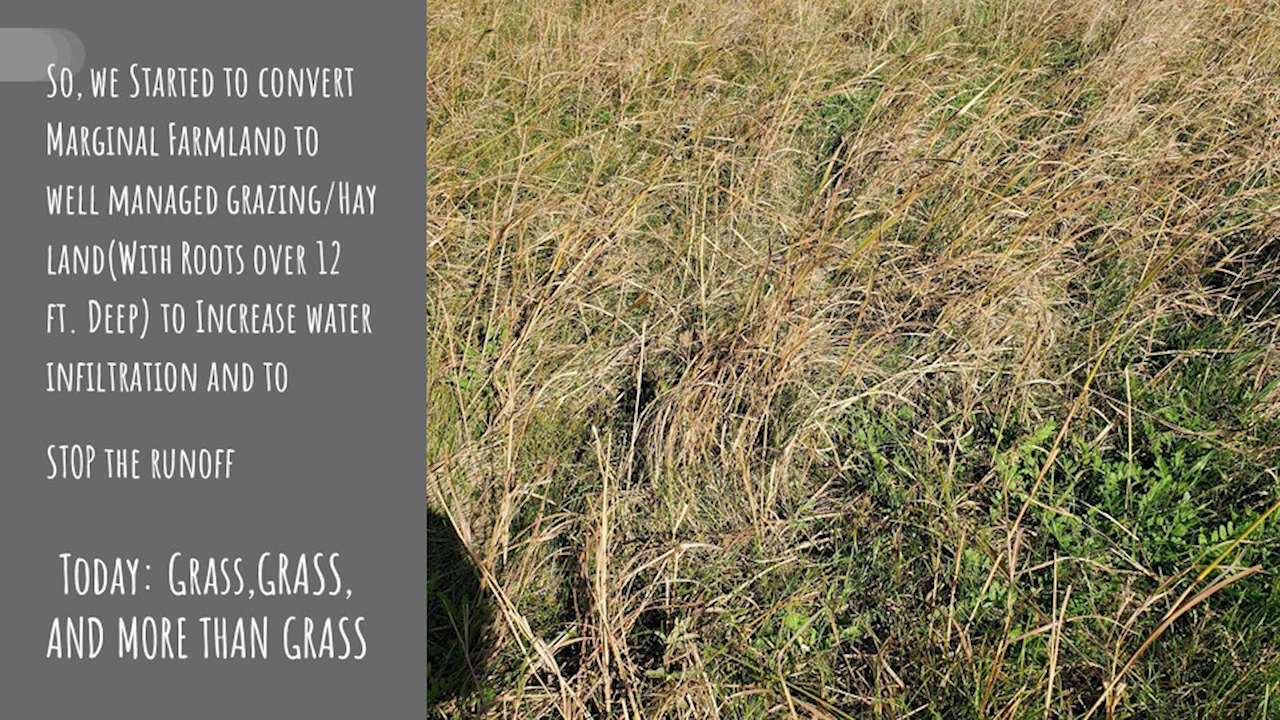 So, we Started to convert
Marginal Farmland to
well managed grazing/Hay
land(With Roots over 12
ft. Deep) to Increase water
infiltration and to
STOP the runoff
Today: Grass,GRASS,
AND MORE THAN GRASS